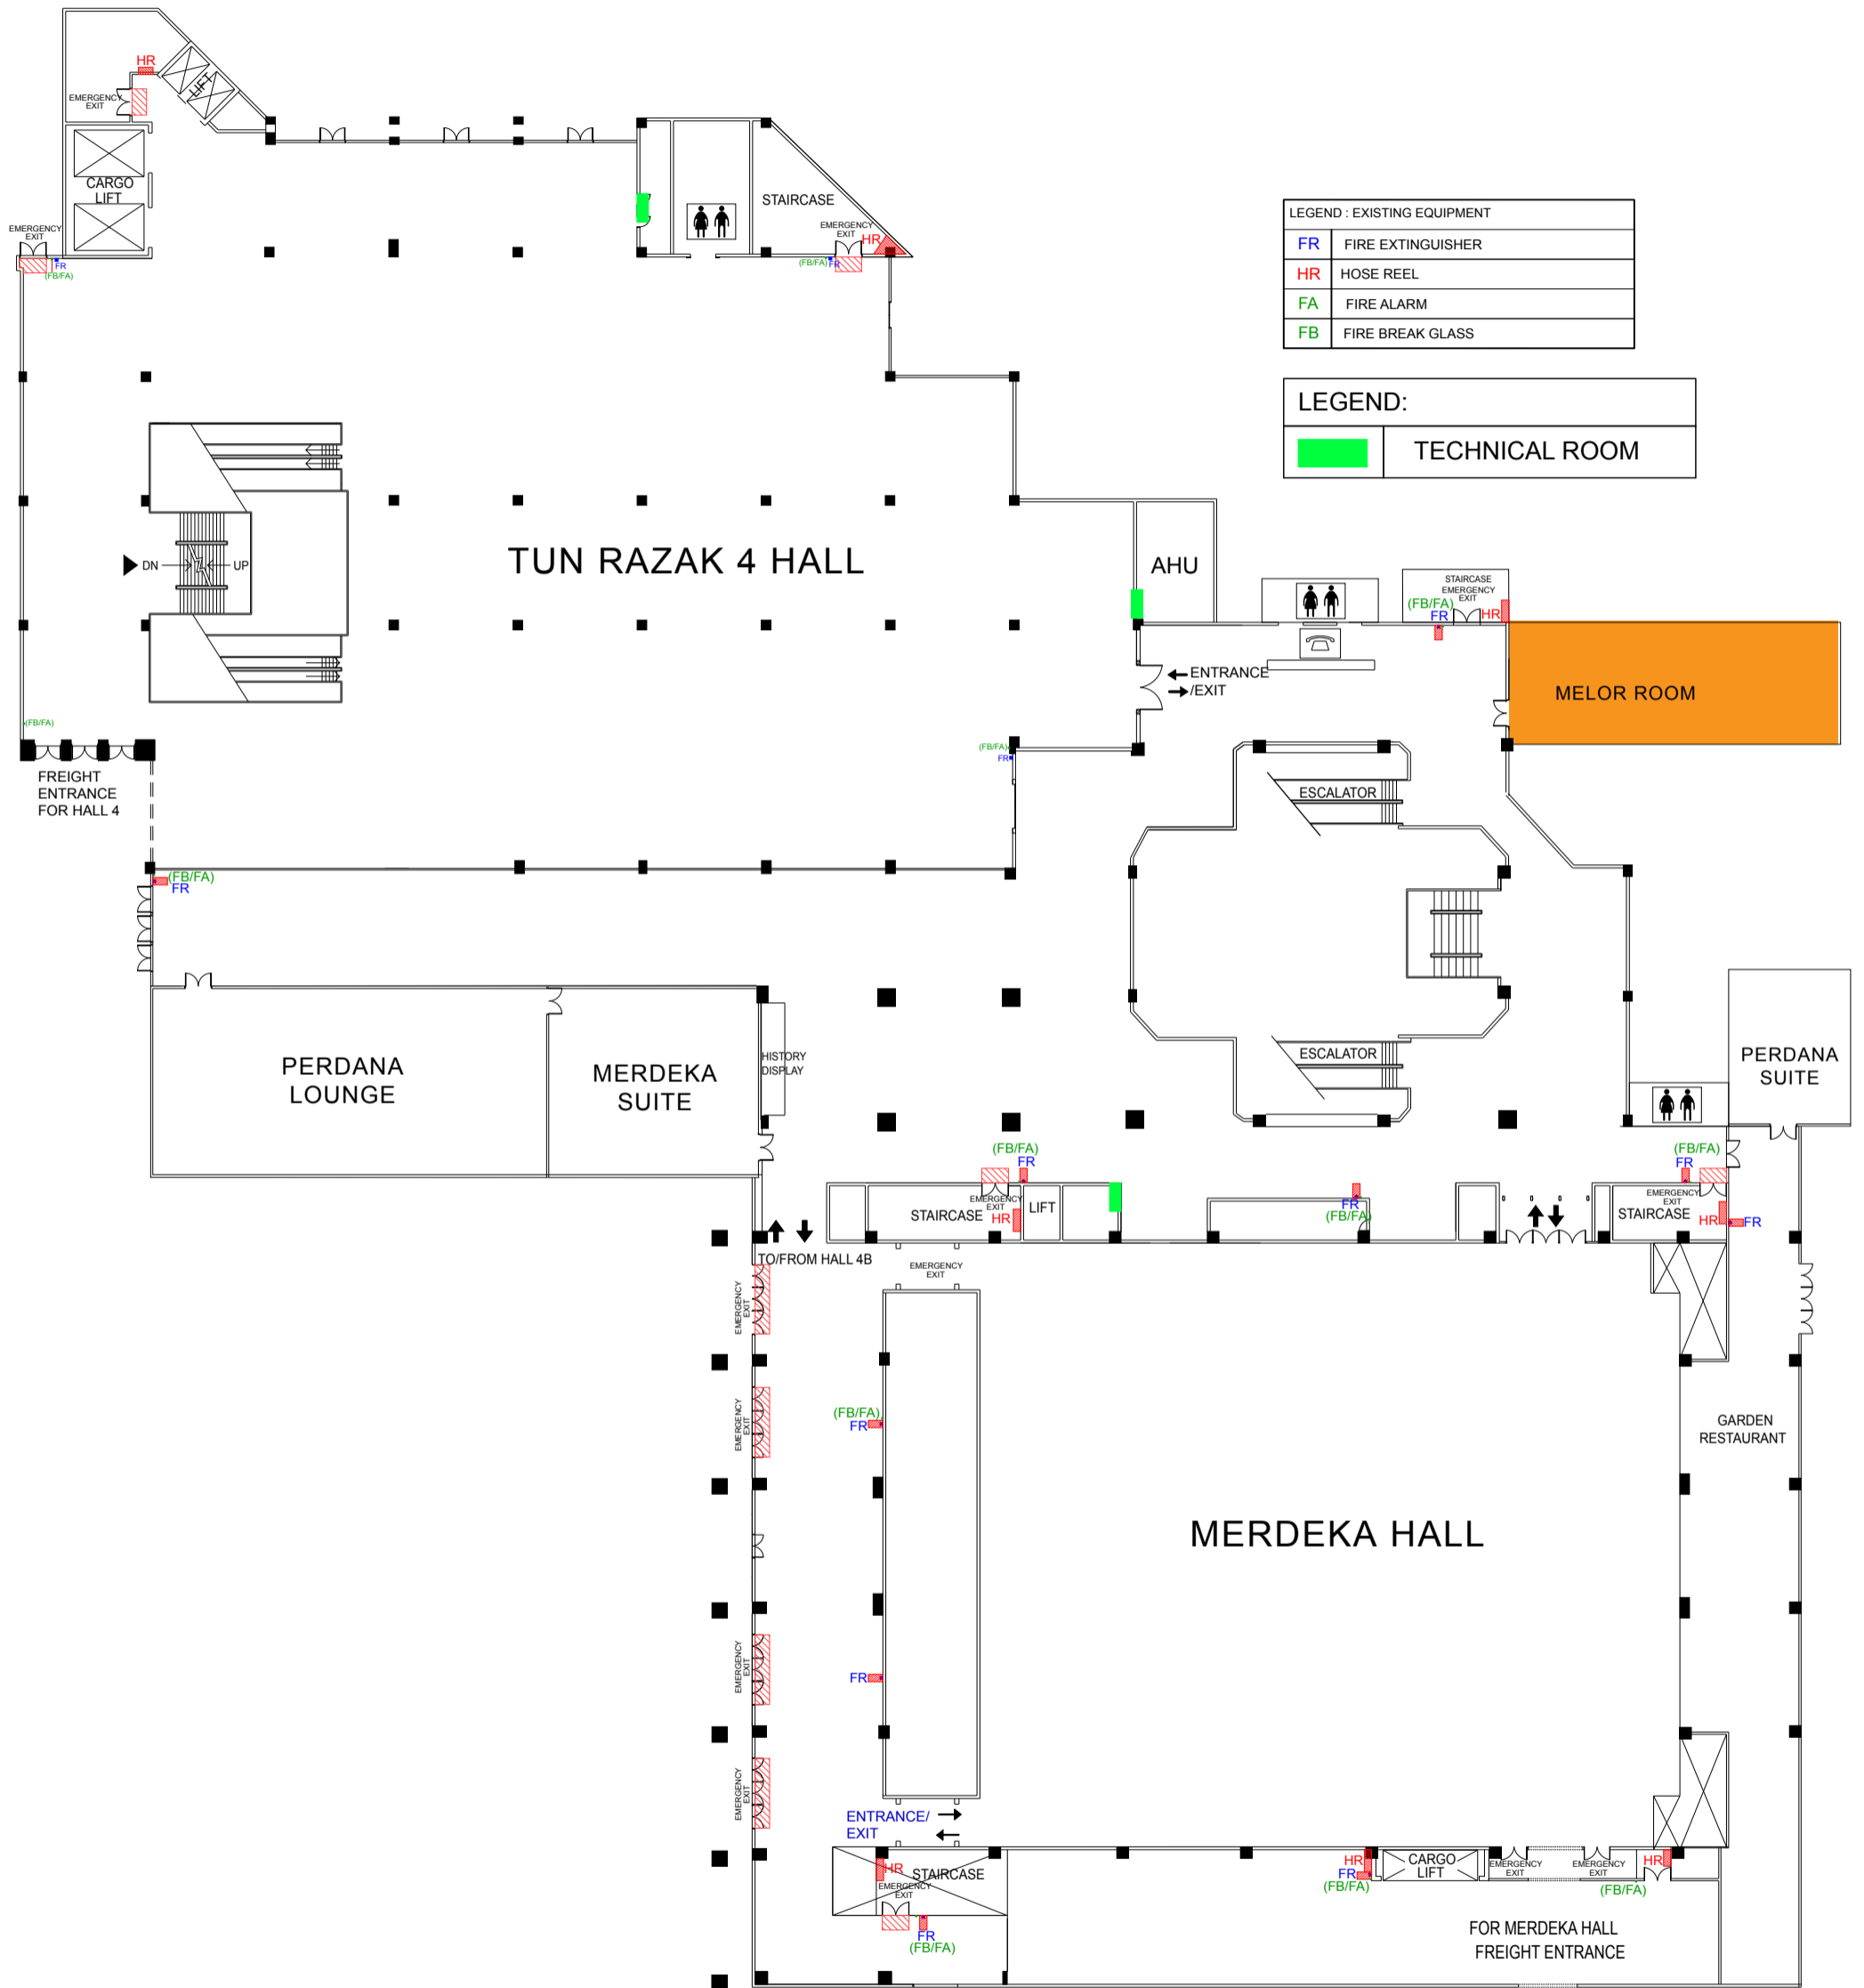 HR
LIFT
EMERGENCY
EXIT
CARGO
LIFT
EMERGENCY
EXIT
FR
(FB/FA)
STAIRCASE
EMERGENCY
EXIT
HR
(FB/FA)
FR
LEGEND : EXISTING EQUIPMENT
FR FIRE EXTINGUISHER
HR HOSE REEL
FA FIRE ALARM
FB FIRE BREAK GLASS
LEGEND:
TECHNICAL ROOM
DN
UP
TUN RAZAK 4 HALL
AHU
STAIRCASE
EMERGENCY
EXIT
(FB/FA)
FR
HR
ENTRANCE
/EXIT
MELOR ROOM
(FB/FA)
(FB/FA)
FR
FREIGHT
ENTRANCE
FOR HALL 4
ESCALATOR
(FB/FA)
FR
PERDANA
LOUNGE
MERDEKA
SUITE
HISTORY
DISPLAY
ESCALATOR
PERDANA
SUITE
(FB/FA)
FR
EMERGENCY
EXIT
STAIRCASE
HR
LIFT
FR
(FB/FA)
(FB/FA)
FR
EMERGENCY
EXIT
STAIRCASE
HR
FR
TO/FROM HALL 4B
EMERGENCY
EXIT
EMERGENCY
EXIT
EMERGENCY
EXIT
(FB/FA)
FR
GARDEN
RESTAURANT
MERDEKA HALL
EMERGENCY
EXIT
FR
EMERGENCY
EXIT
ENTRANCE/
EXIT
HR
STAIRCASE
EMERGENCY
EXIT
FR
(FB/FA)
HR
FR
(FB/FA)
CARGO
LIFT
EMERGENCY
EXIT
EMERGENCY
EXIT
HR
(FB/FA)
FOR MERDEKA HALL
FREIGHT ENTRANCE